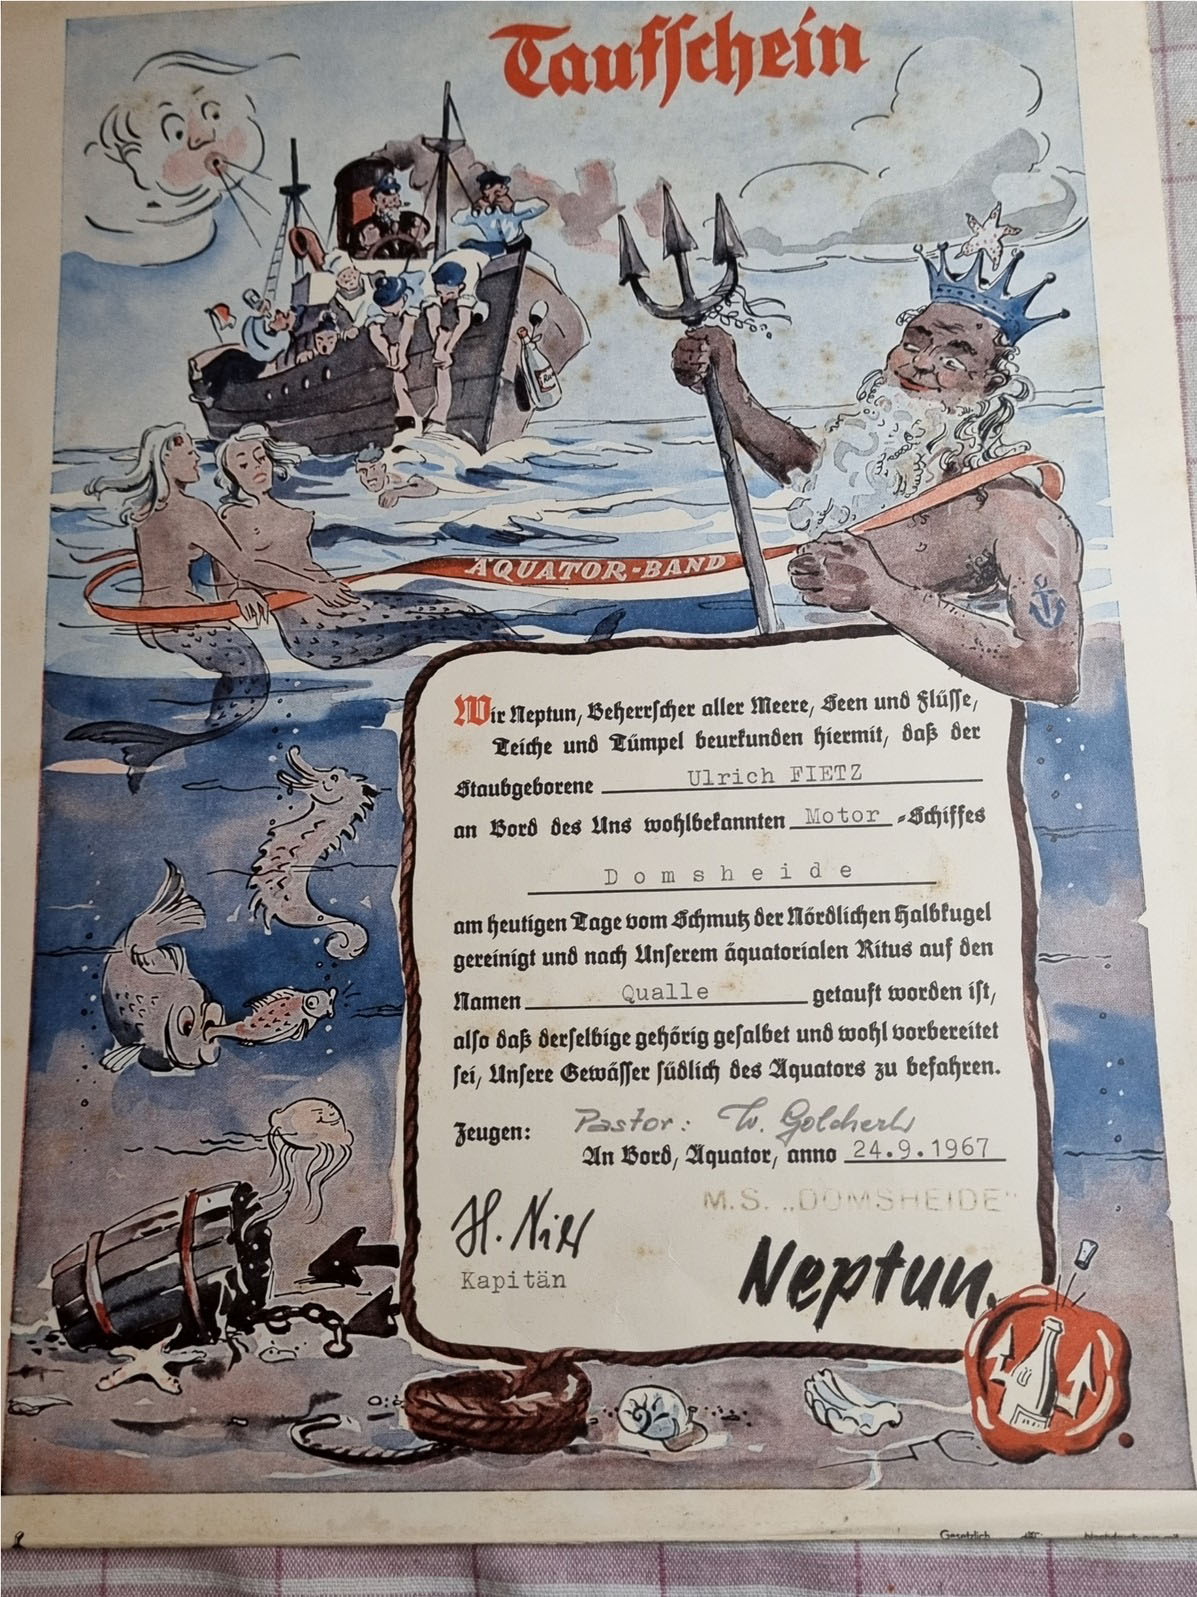 Taufschein
ÄQUATOR-BAND
Wir Neptun, Beherrscher aller Meere, Seen und Flüsse,
Teiche und Tümpel beurkunden hiermit, daß der
Staubgeborene Ulrich FIETZ
an Bord des Uns wohlbekannten Motor -Schiffes
Domsheide
am heutigen Tage vom Schmutz der Nördlichen Halbkugel
gereinigt und nach Unserem äquatorialen Ritus auf den
Namen Qualle getauft worden ist,
also daß derselbige gehörig gesalbet und wohl vorbereitet
sei, Unsere Gewässer südlich des Äquators zu befahren.
Zeugen: Pastor: W.
An Bord, Äquator, anno 24.9.1967
M.S. „DOMSHEIDE"
H.
Kapitän
Neptun.
Gesetzlich